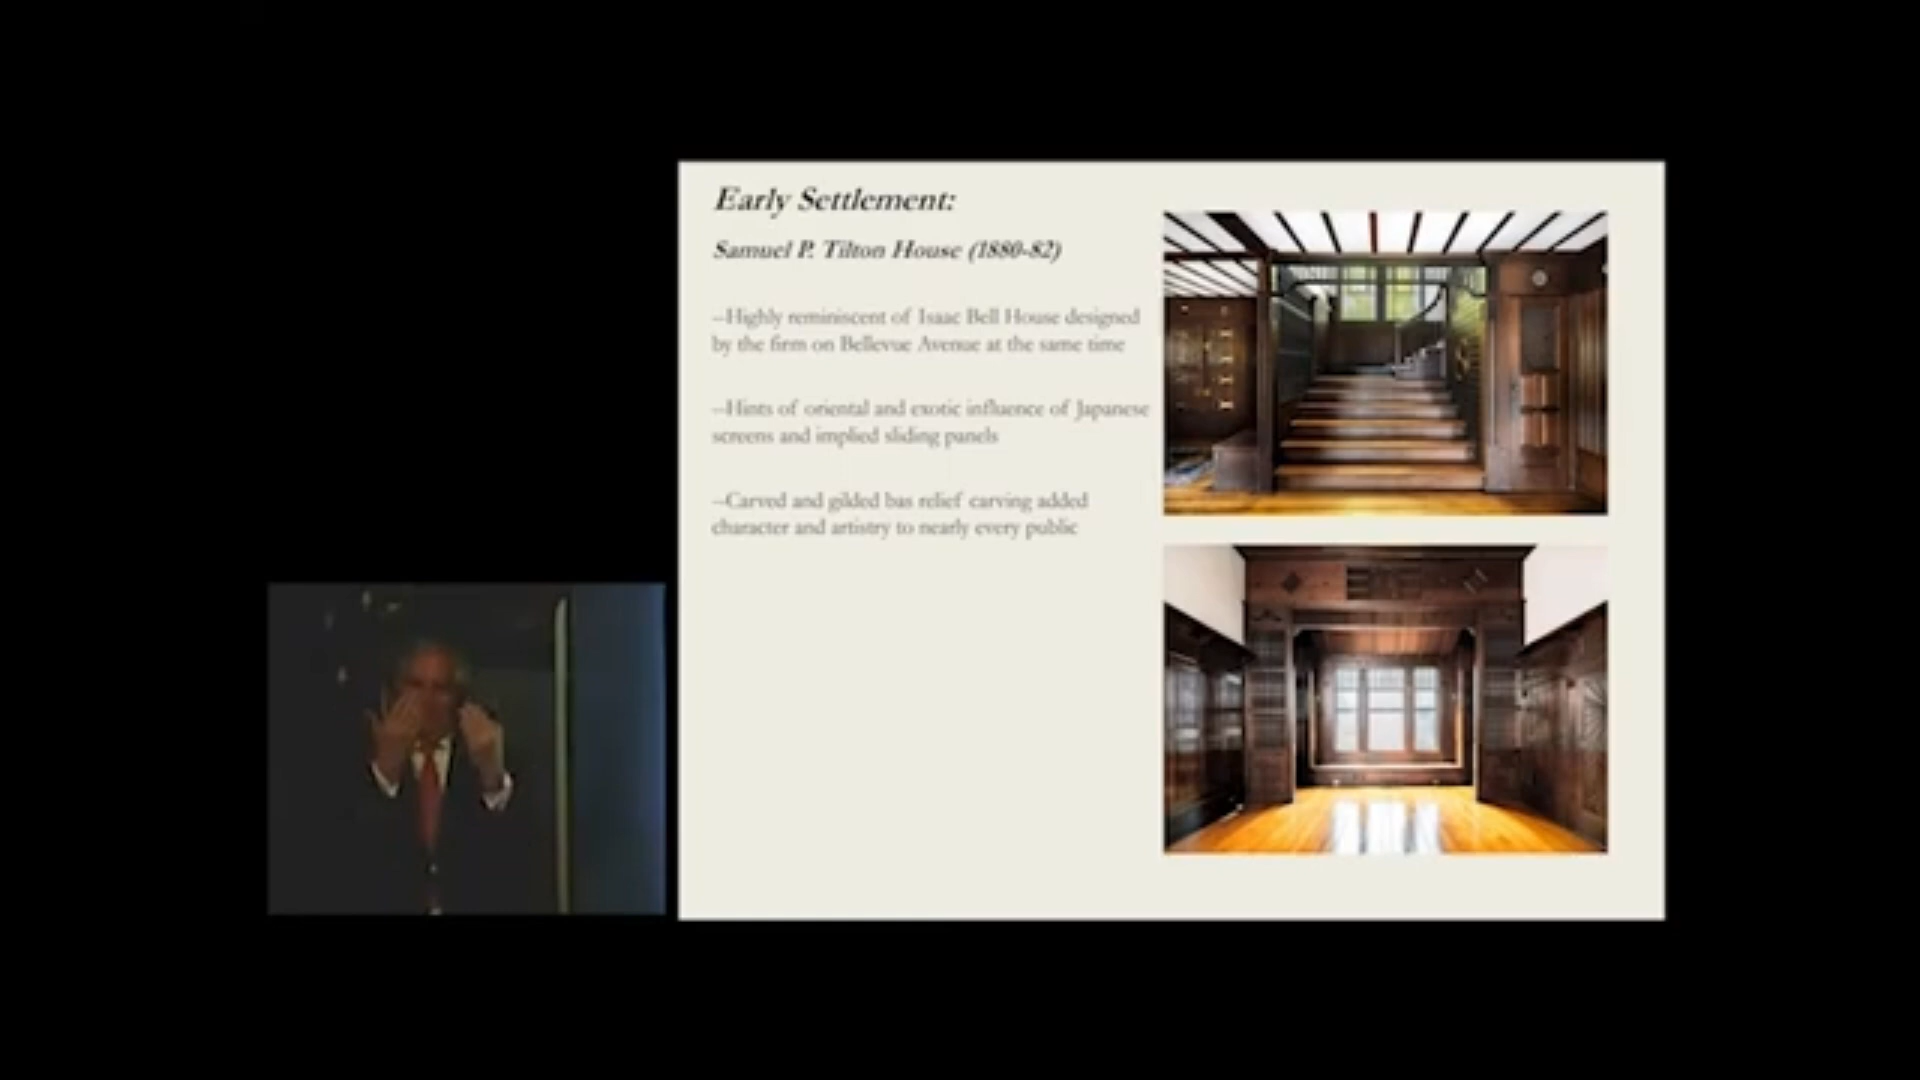 Early Settlement:
Samuel P. Tilton House (1880-82)
--Highly reminiscent of Isaac Bell House designed
by the firm on Bellevue Avenue at the same time
--Hints of oriental and exotic influence of Japanese
screens and implied sliding panels
--Carved and gilded bas relief carving added
character and artistry to nearly every public